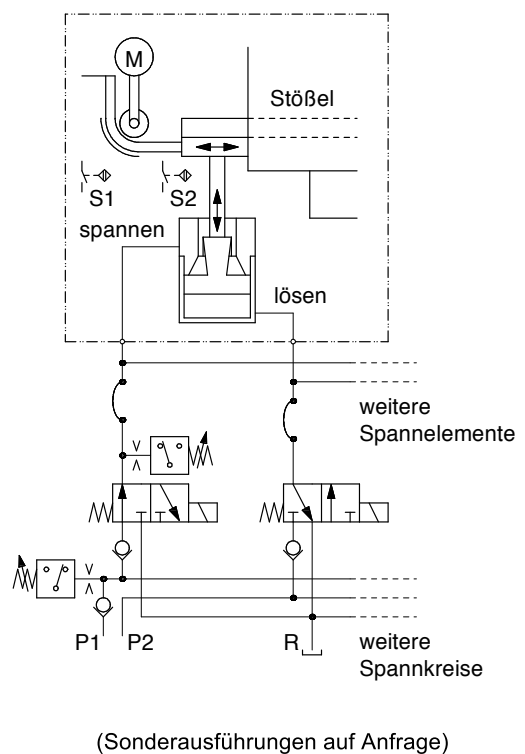 M
Stößel
S1 S2
spannen
lösen
weitere
Spannelemente
P1 P2 R
weitere
Spannkreise
(Sonderausführungen auf Anfrage)